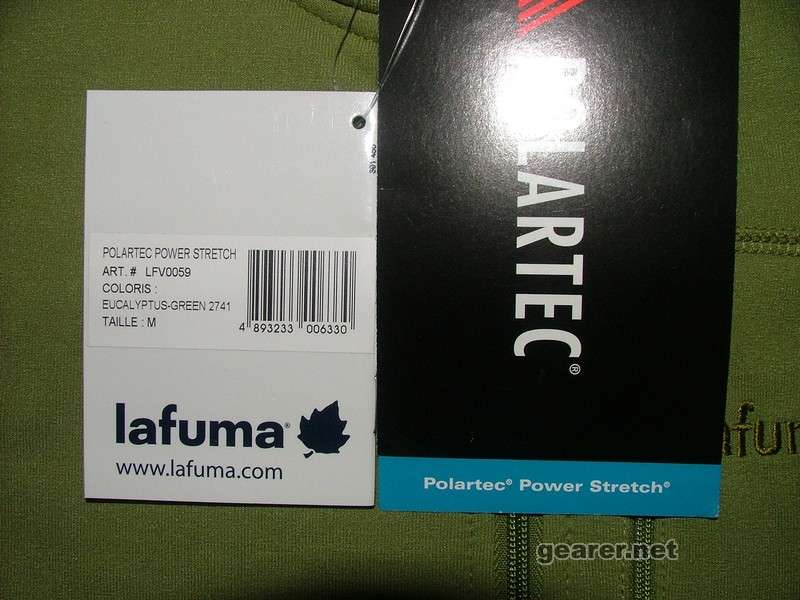 POLARTEC POWER STRETCH
ART. # LFV0059
COLORIS :
EUCALYPTUS-GREEN 2741
TAILLE : M
4 893233 006330
lafuma®
www.lafuma.com
POLARTEC®
Polartec® Power Stretch®
gearer.net